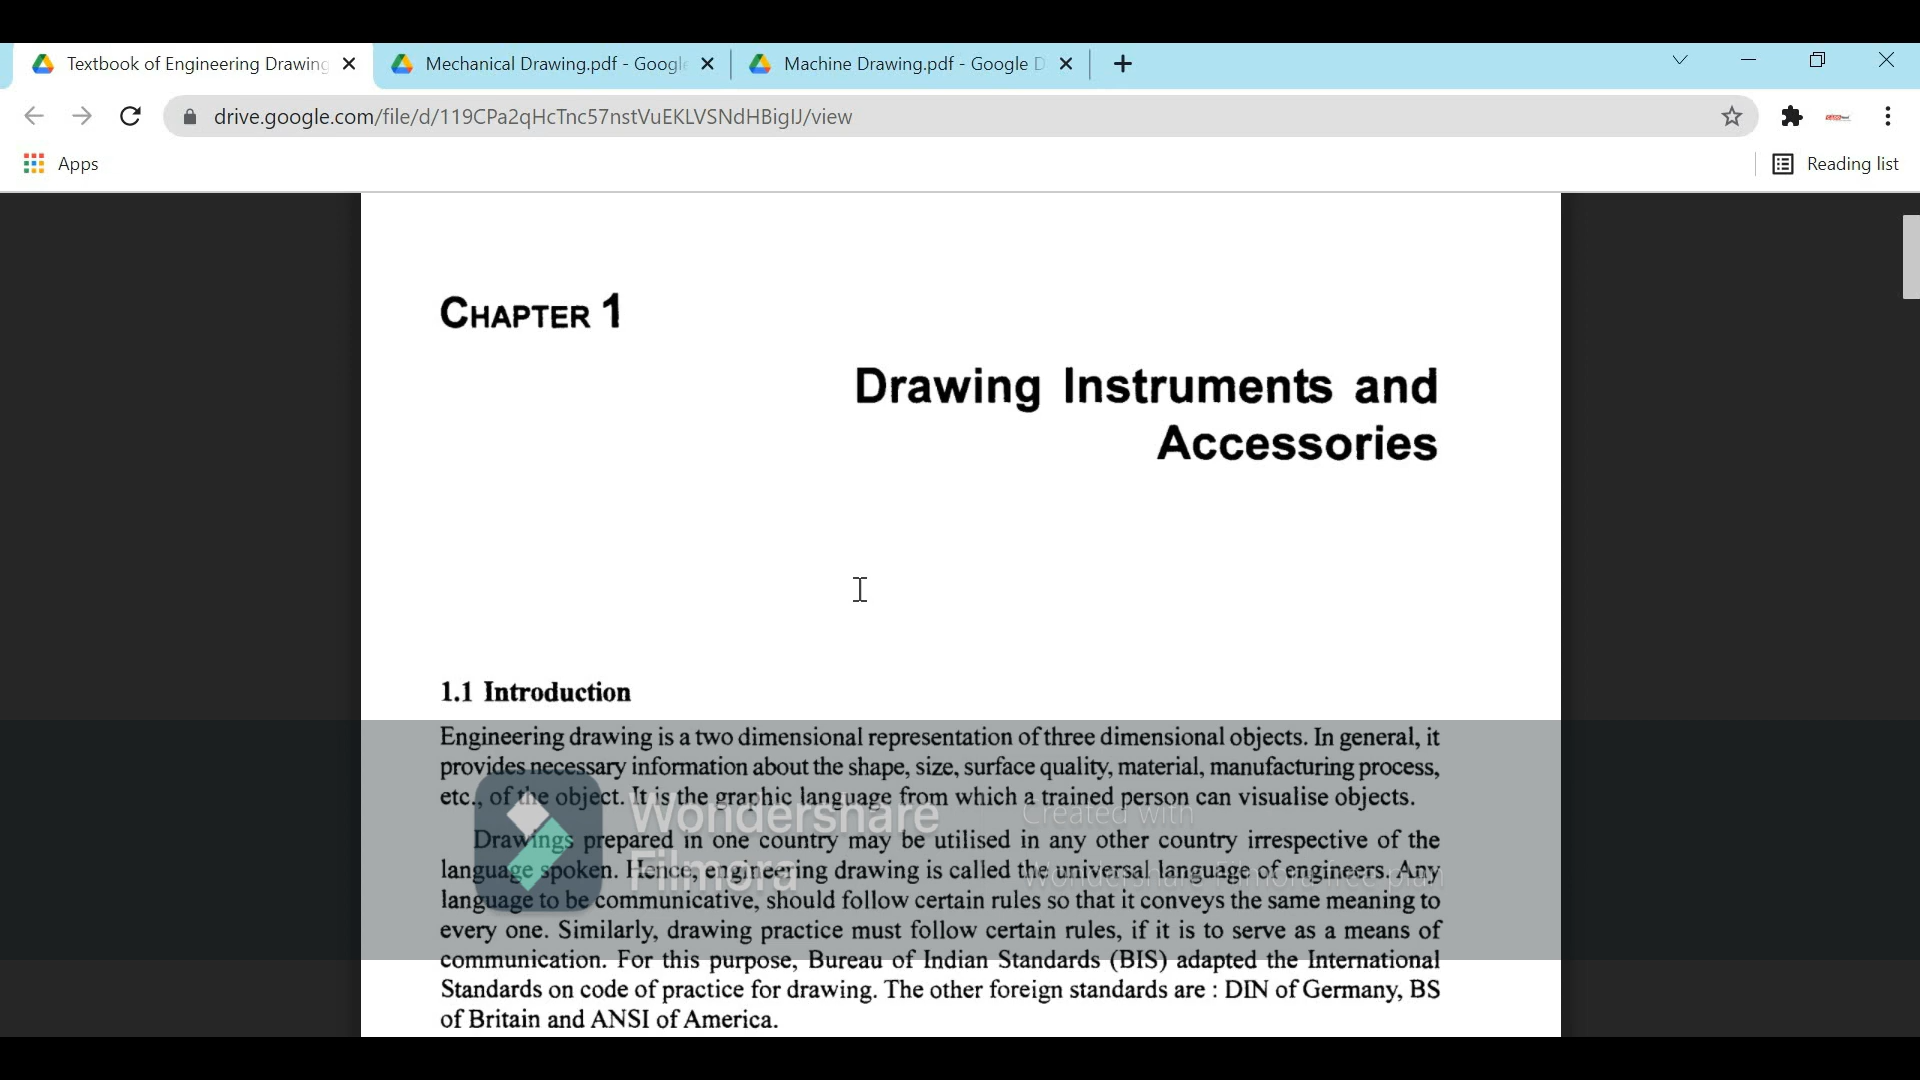 Textbook of Engineering Drawing
Mechanical Drawing.pdf - Google
Machine Drawing.pdf - Google D
drive.google.com/file/d/119CPa2qHcTnc57nstVuEKLVSNdHBigIJ/view
Apps
Reading list
CHAPTER 1
Drawing Instruments and
Accessories
1.1 Introduction
Engineering drawing is a two dimensional representation of three dimensional objects. In general, it
provides necessary information about the shape, size, surface quality, material, manufacturing process,
etc., of the object. It is the graphic language from which a trained person can visualise objects.
Wondershare
Filmora
Created with
Wondershare Filmora free plan
Drawings prepared in one country may be utilised in any other country irrespective of the
language spoken. Hence, engineering drawing is called the universal language of engineers. Any
language to be communicative, should follow certain rules so that it conveys the same meaning to
every one. Similarly, drawing practice must follow certain rules, if it is to serve as a means of
communication. For this purpose, Bureau of Indian Standards (BIS) adapted the International
Standards on code of practice for drawing. The other foreign standards are : DIN of Germany, BS
of Britain and ANSI of America.